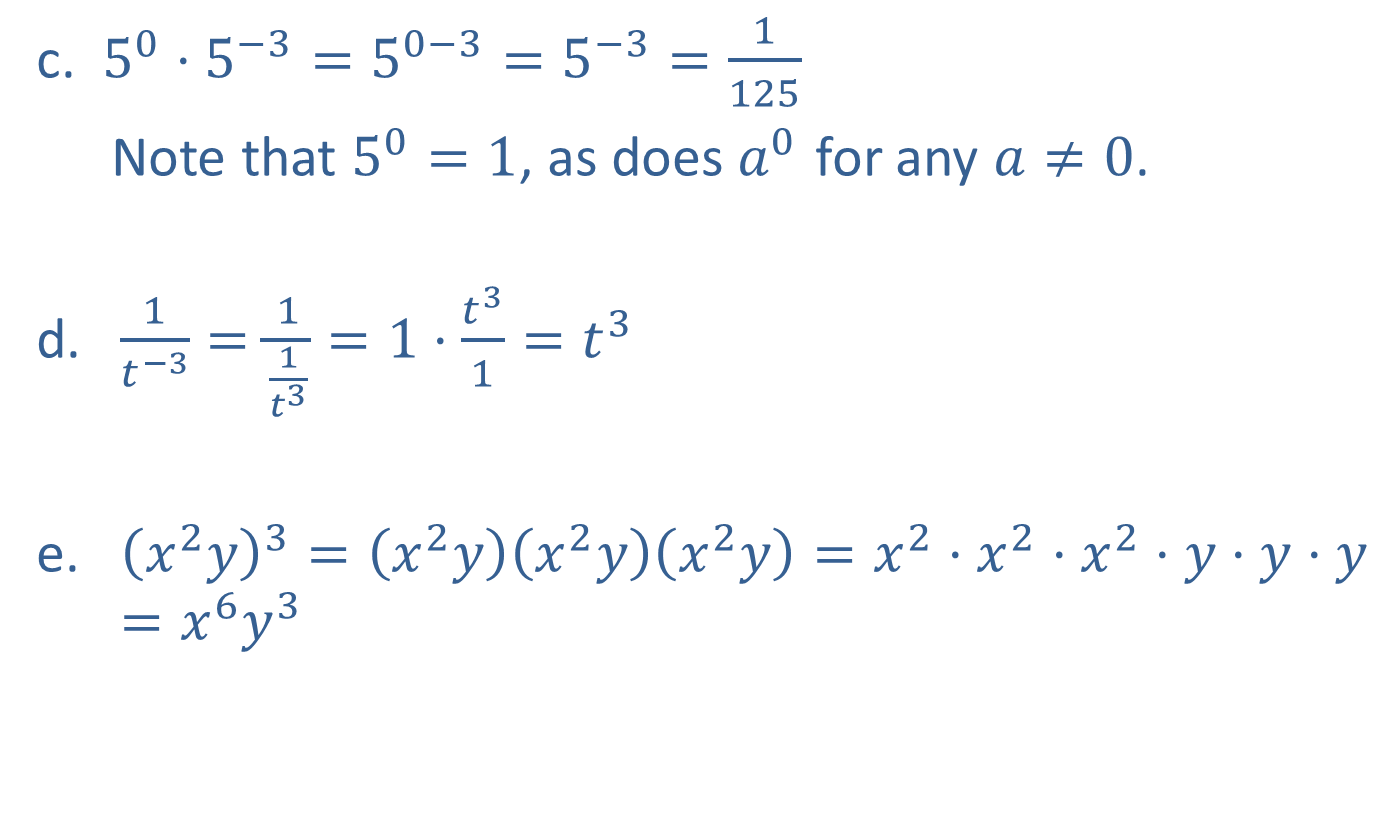 c. 5⁰ · 5⁻³ = 5⁰⁻³ = 5⁻³ = 1/125
Note that 5⁰ = 1, as does a⁰ for any a ≠ 0.
d. 1/t⁻³ = 1/(1/t³) = 1 · t³/1 = t³
e. (x²y)³ = (x²y)(x²y)(x²y) = x² · x² · x² · y · y · y
= x⁶y³